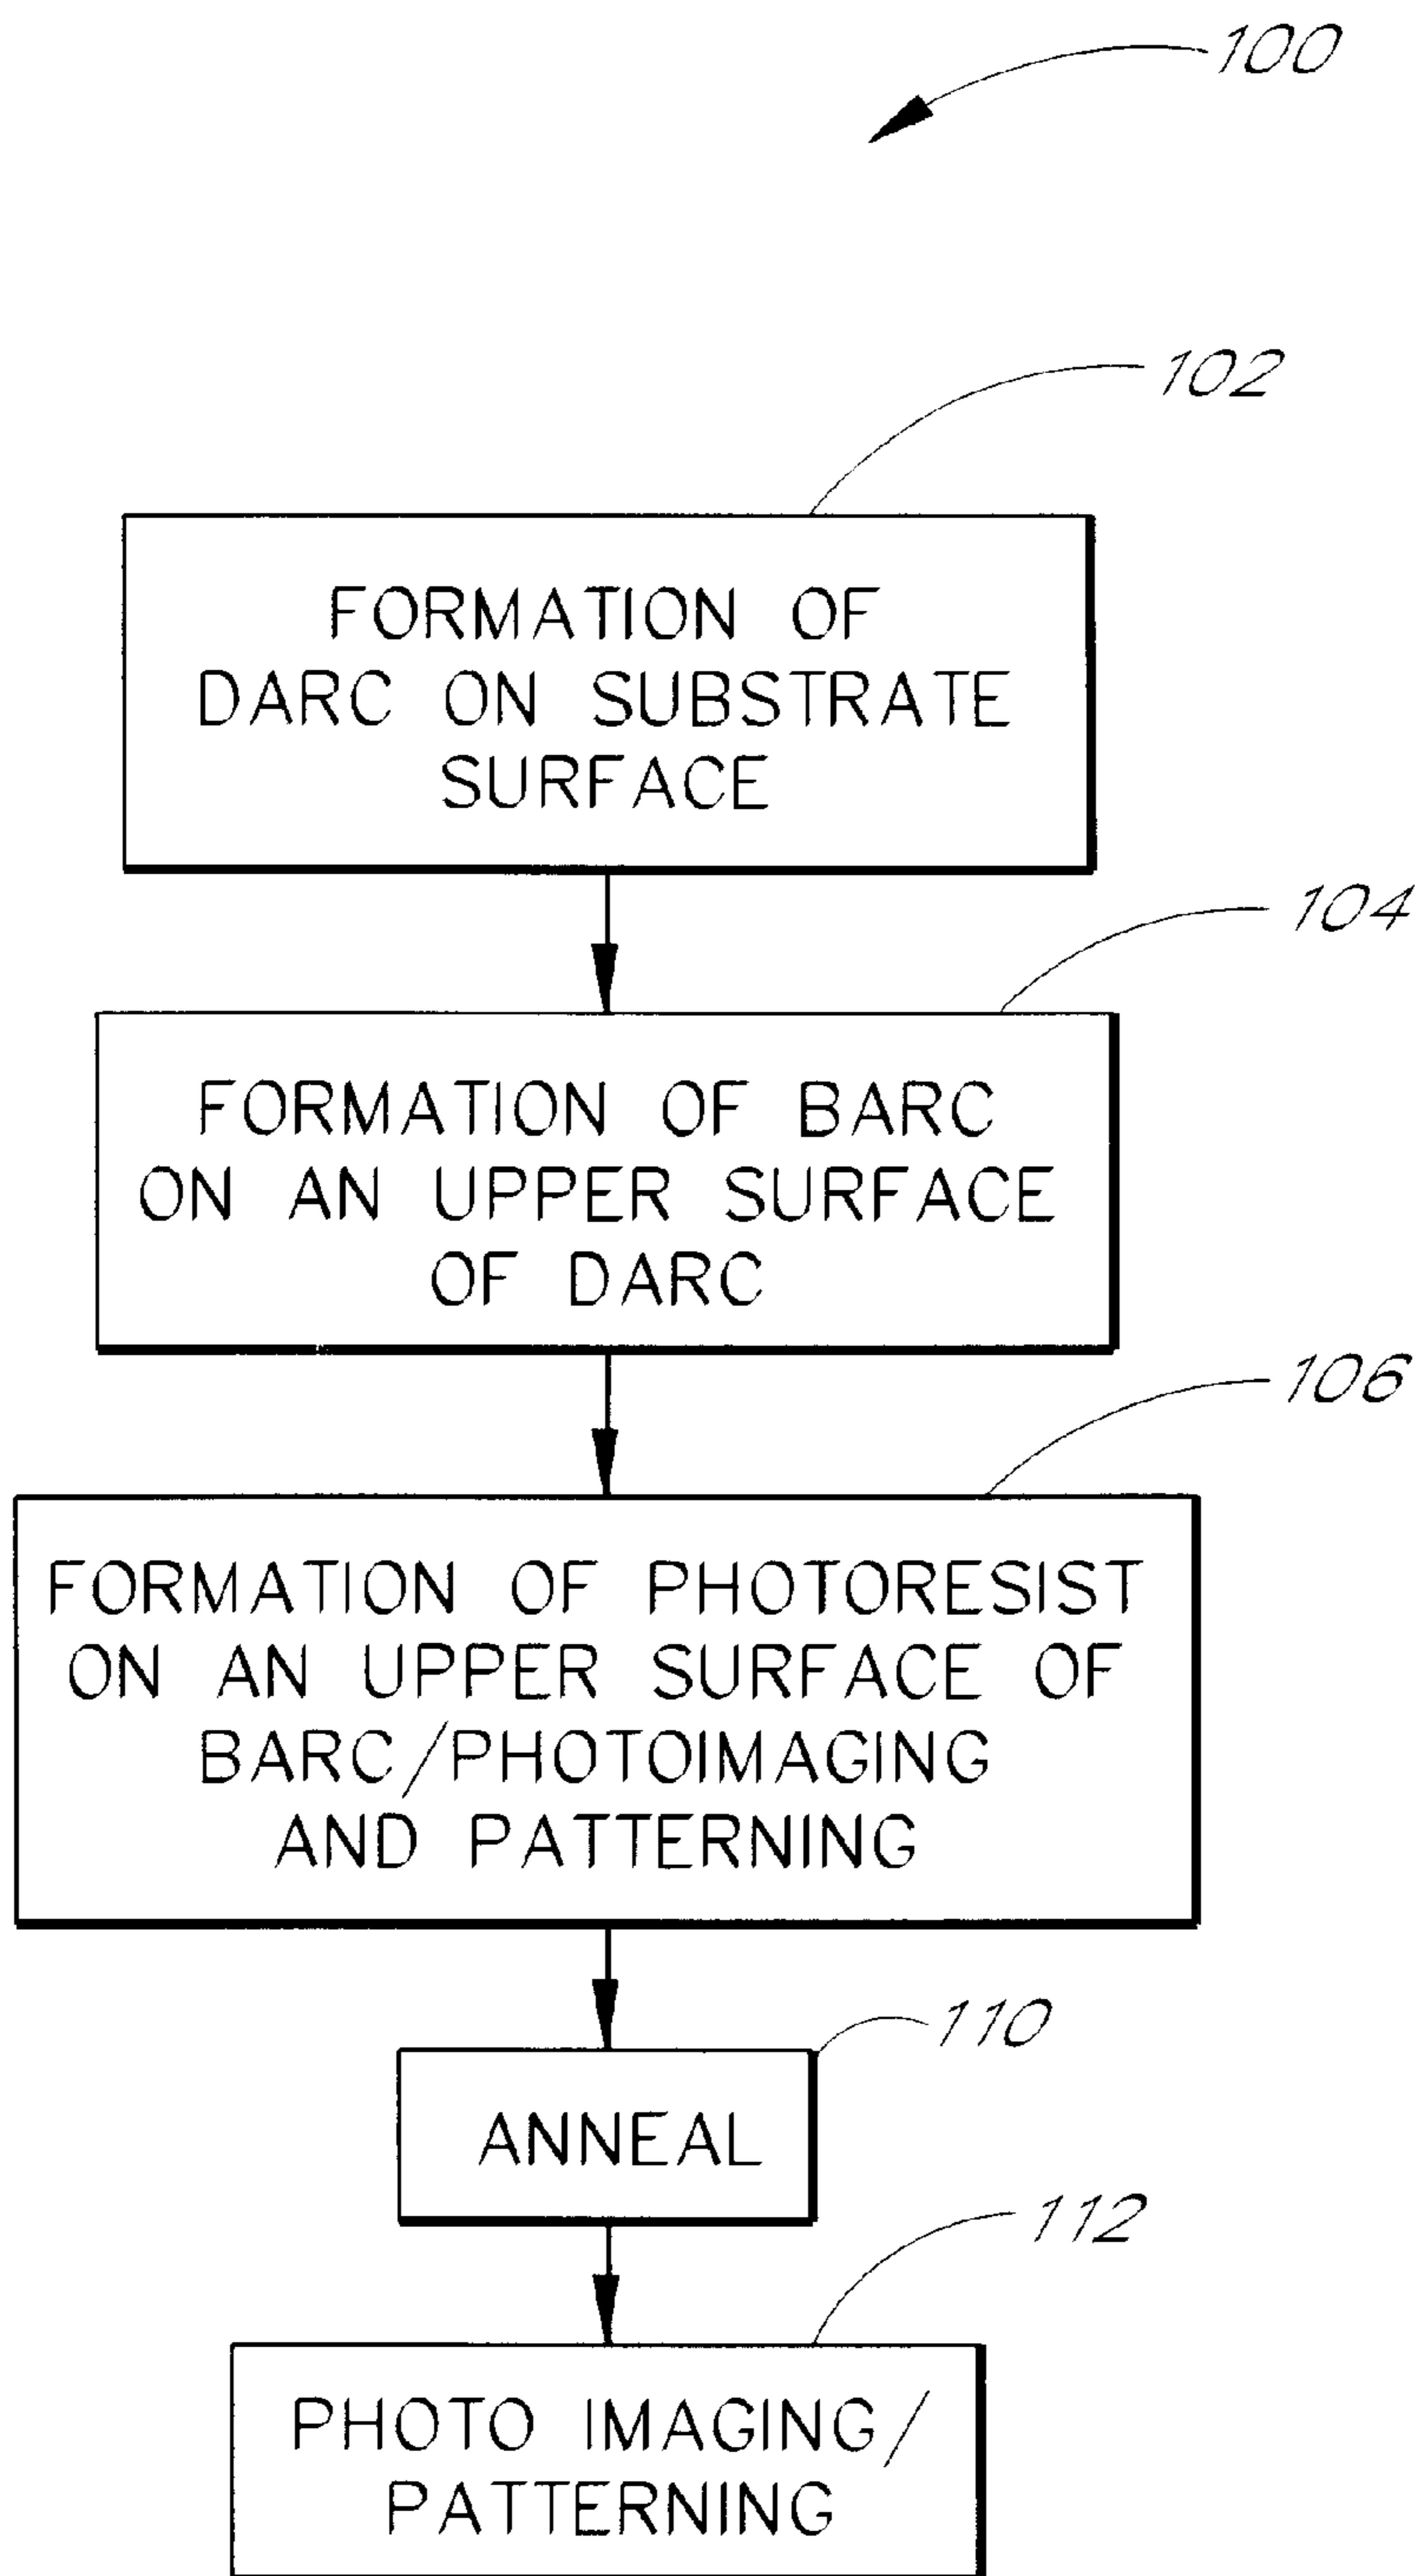 100
102
FORMATION OF
DARC ON SUBSTRATE
SURFACE
104
FORMATION OF BARC
ON AN UPPER SURFACE
OF DARC
106
FORMATION OF PHOTORESIST
ON AN UPPER SURFACE OF
BARC/PHOTOIMAGING
AND PATTERNING
110
ANNEAL
112
PHOTO IMAGING/
PATTERNING